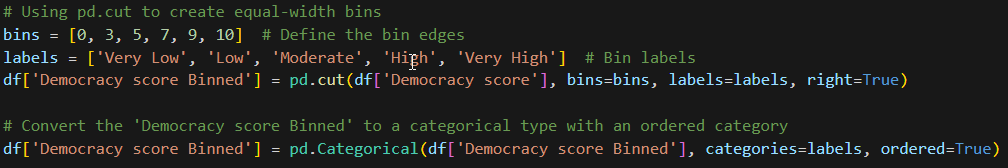 # Using pd.cut to create equal-width bins
bins = [0, 3, 5, 7, 9, 10]  # Define the bin edges
labels = ['Very Low', 'Low', 'Moderate', 'High', 'Very High']  # Bin labels
df['Democracy score Binned'] = pd.cut(df['Democracy score'], bins=bins, labels=labels, right=True)
# Convert the 'Democracy score Binned' to a categorical type with an ordered category
df['Democracy score Binned'] = pd.Categorical(df['Democracy score Binned'], categories=labels, ordered=True)